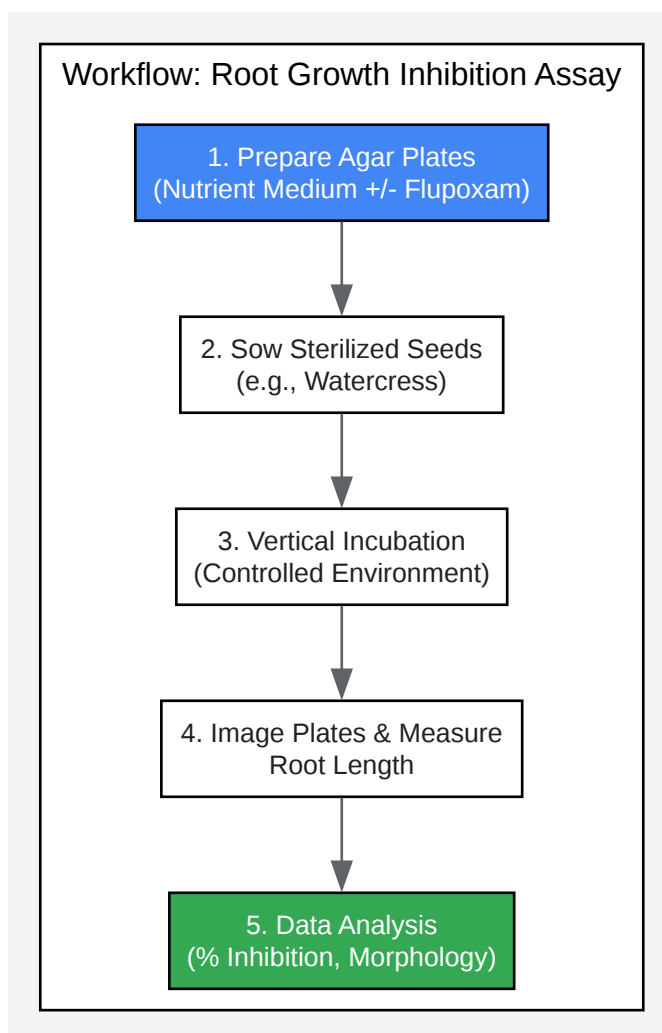 Workflow: Root Growth Inhibition Assay
1. Prepare Agar Plates
(Nutrient Medium +/- Flupoxam)
2. Sow Sterilized Seeds
(e.g., Watercress)
3. Vertical Incubation
(Controlled Environment)
4. Image Plates & Measure
Root Length
5. Data Analysis
(% Inhibition, Morphology)